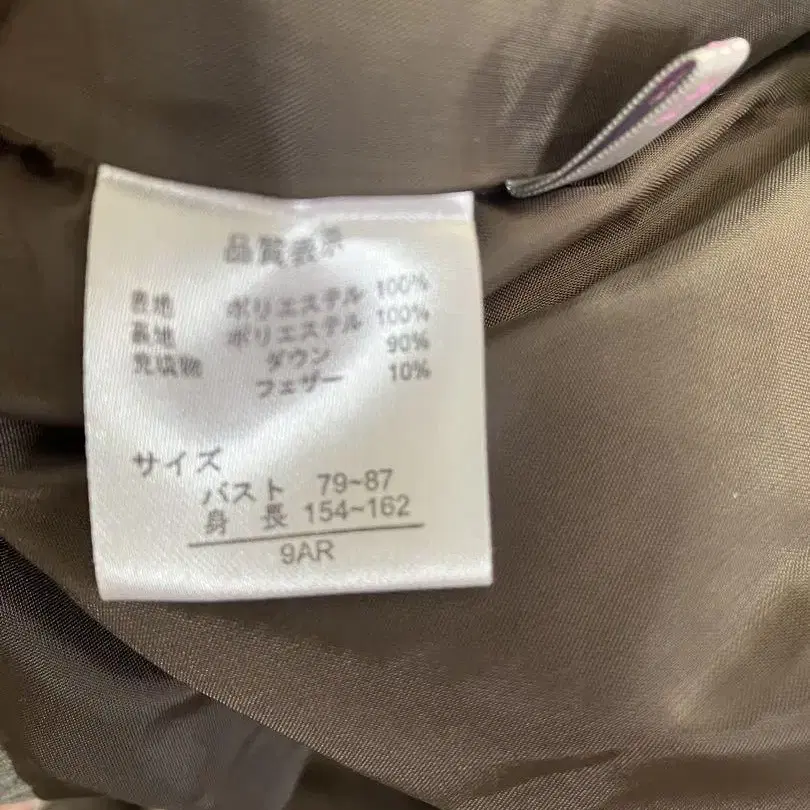 品質表示
表地 ポリエステル 100%
裏地 ポリエステル 100%
充填物 ダウン 90%
フェザー 10%
サイズ
バスト 79~87
身長 154~162
9AR